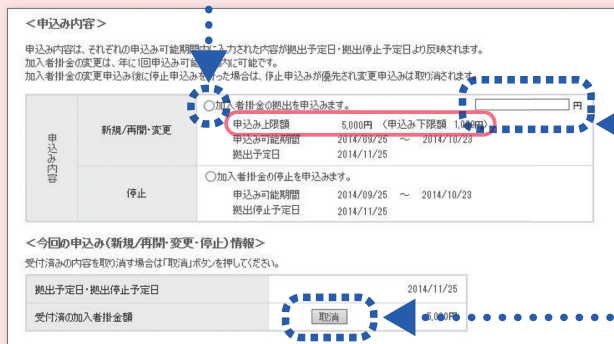 ＜申込み内容＞
申込み内容は、それぞれの申込み可能期間内に入力された内容が拠出予定日・拠出停止予定日より反映されます。
加入者掛金の変更は、年に1回申込み可能期間内に可能です。
加入者掛金の変更申込み後に停止申込みを行った場合は、停止申込みが優先され変更申込みは取り消されます。
申込み内容
新規/再開・変更
○加入者掛金の拠出を申込みます。 円
申込み上限額 5,000円 （申込み下限額 1,000円）
申込み可能期間 2014/09/25 ～ 2014/10/23
拠出予定日 2014/11/25
停止
○加入者掛金の停止を申込みます。
申込み可能期間 2014/09/25 ～ 2014/10/23
拠出停止予定日 2014/11/25
＜今回の申込み(新規/再開・変更・停止)情報＞
受付済みの内容を取り消す場合は「取消」ボタンを押してください。
拠出予定日・拠出停止予定日 2014/11/25
受付済の加入者掛金額 取消 5,000円